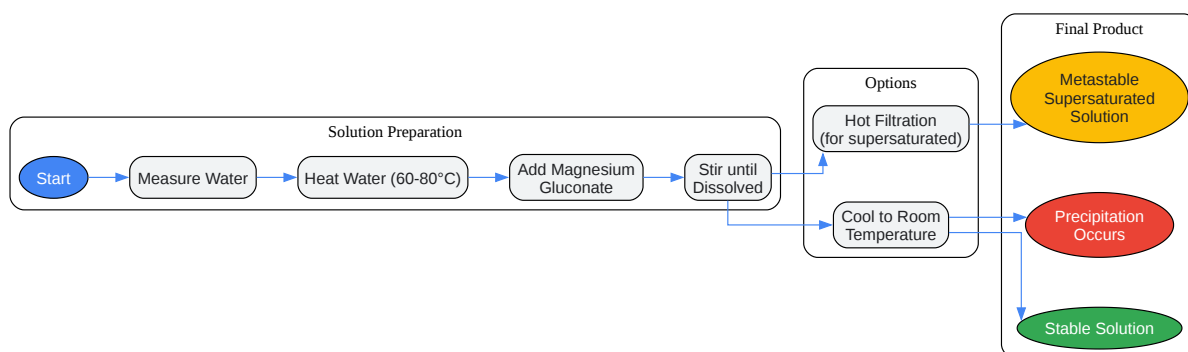 Solution Preparation
Start
Measure Water
Heat Water (60-80°C)
Add Magnesium
Gluconate
Stir until
Dissolved
Options
Hot Filtration
(for supersaturated)
Cool to Room
Temperature
Final Product
Metastable
Supersaturated
Solution
Precipitation
Occurs
Stable Solution